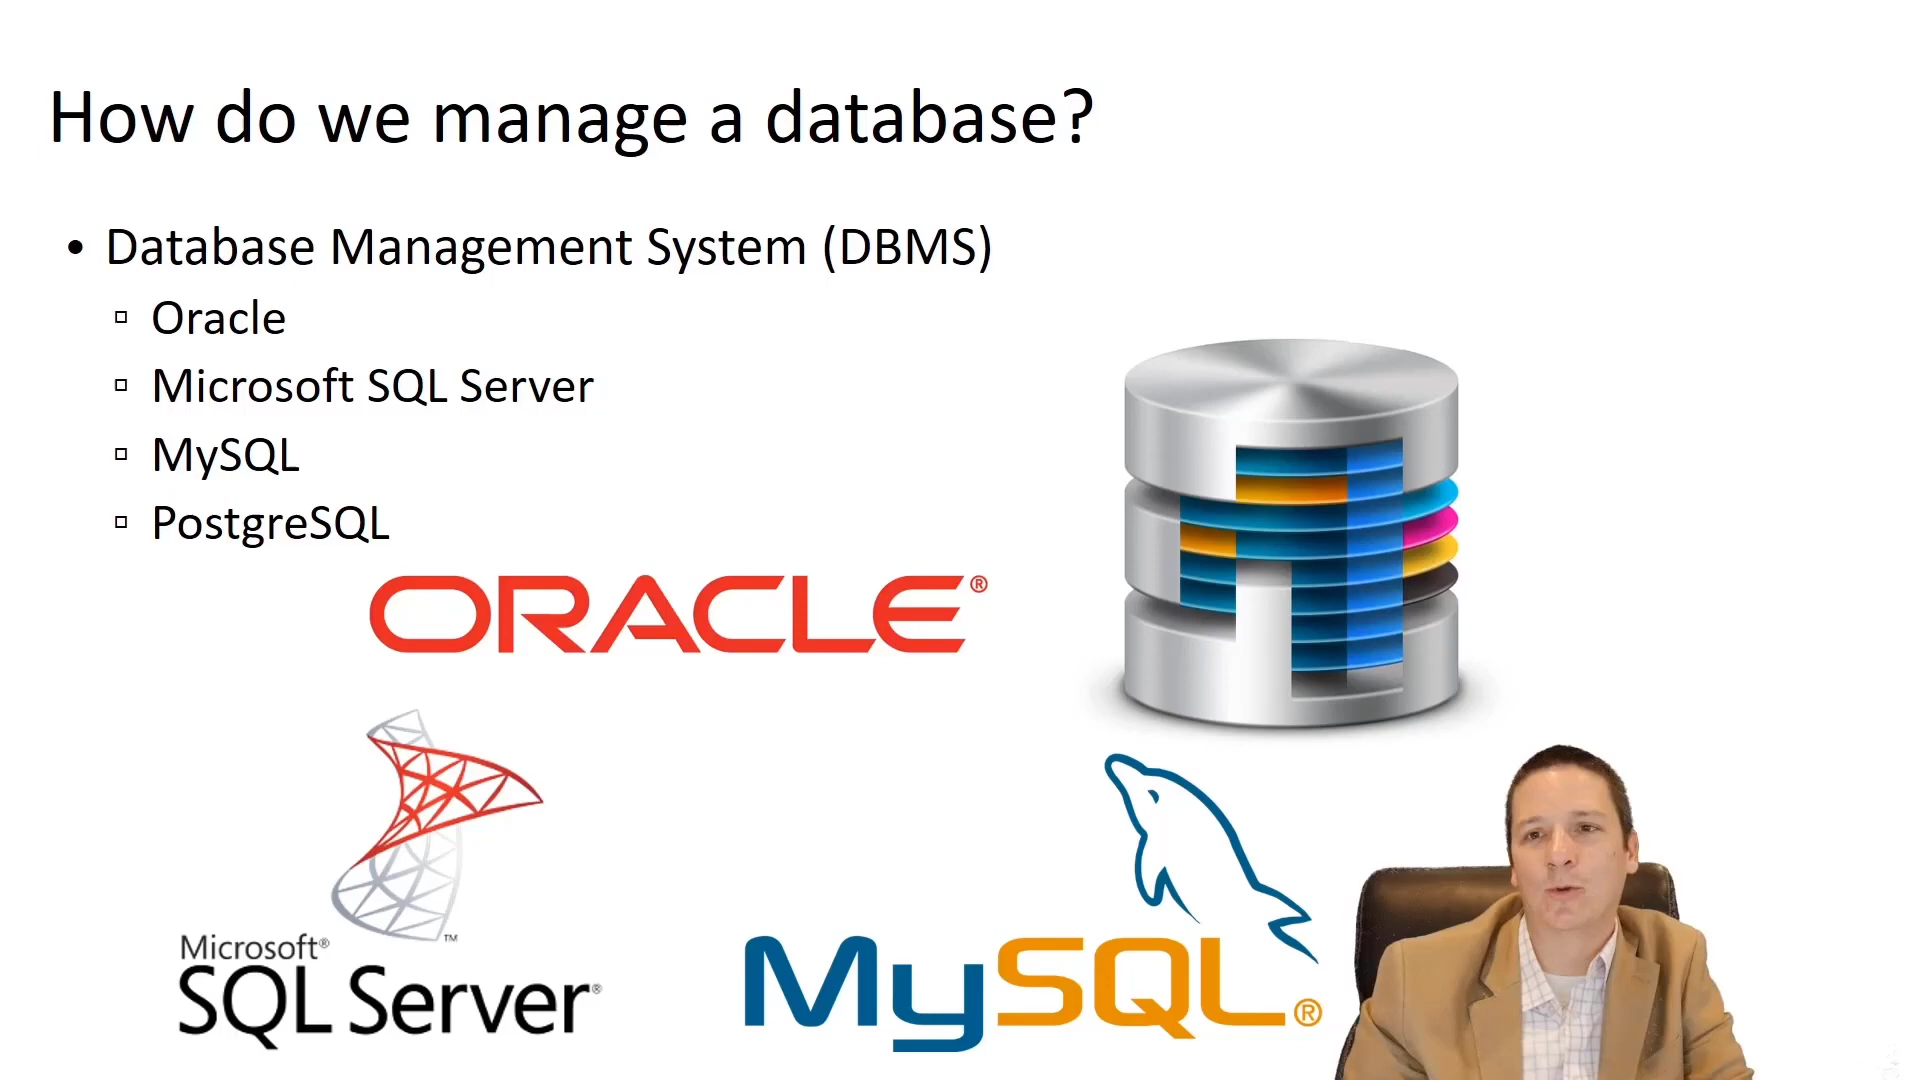 How do we manage a database?
• Database Management System (DBMS)
▫ Oracle
▫ Microsoft SQL Server
▫ MySQL
▫ PostgreSQL
ORACLE®
™
Microsoft®
SQL Server®
MySQL®